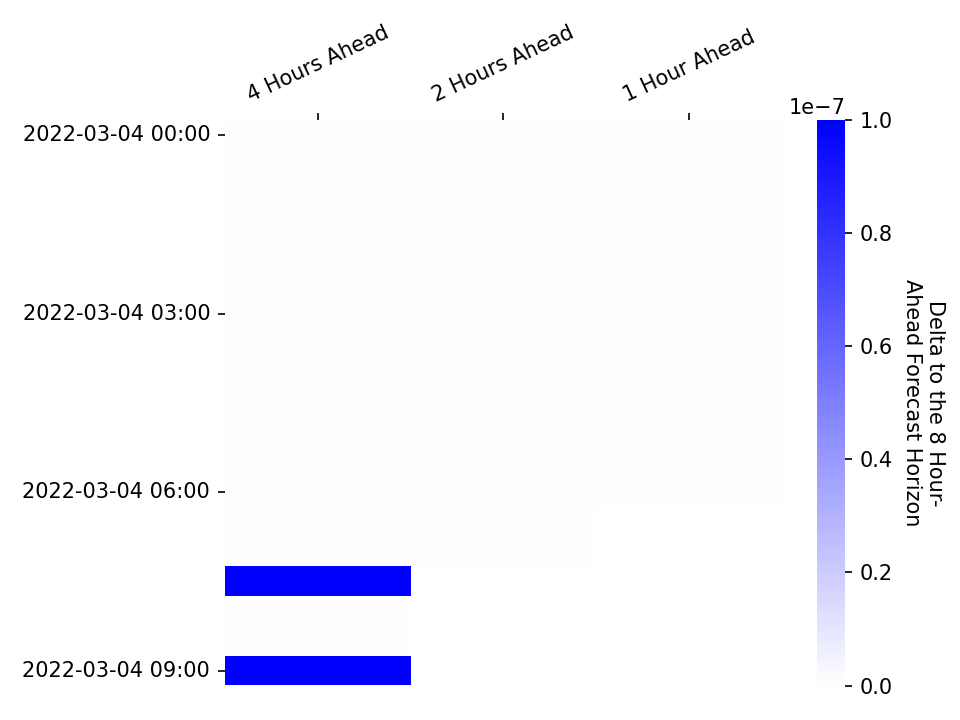 4 Hours Ahead
2 Hours Ahead
1 Hour Ahead
2022-03-04 00:00
2022-03-04 03:00
2022-03-04 06:00
2022-03-04 09:00
1e−7
1.0
0.8
0.6
0.4
0.2
0.0
Delta to the 8 Hour-
Ahead Forecast Horizon